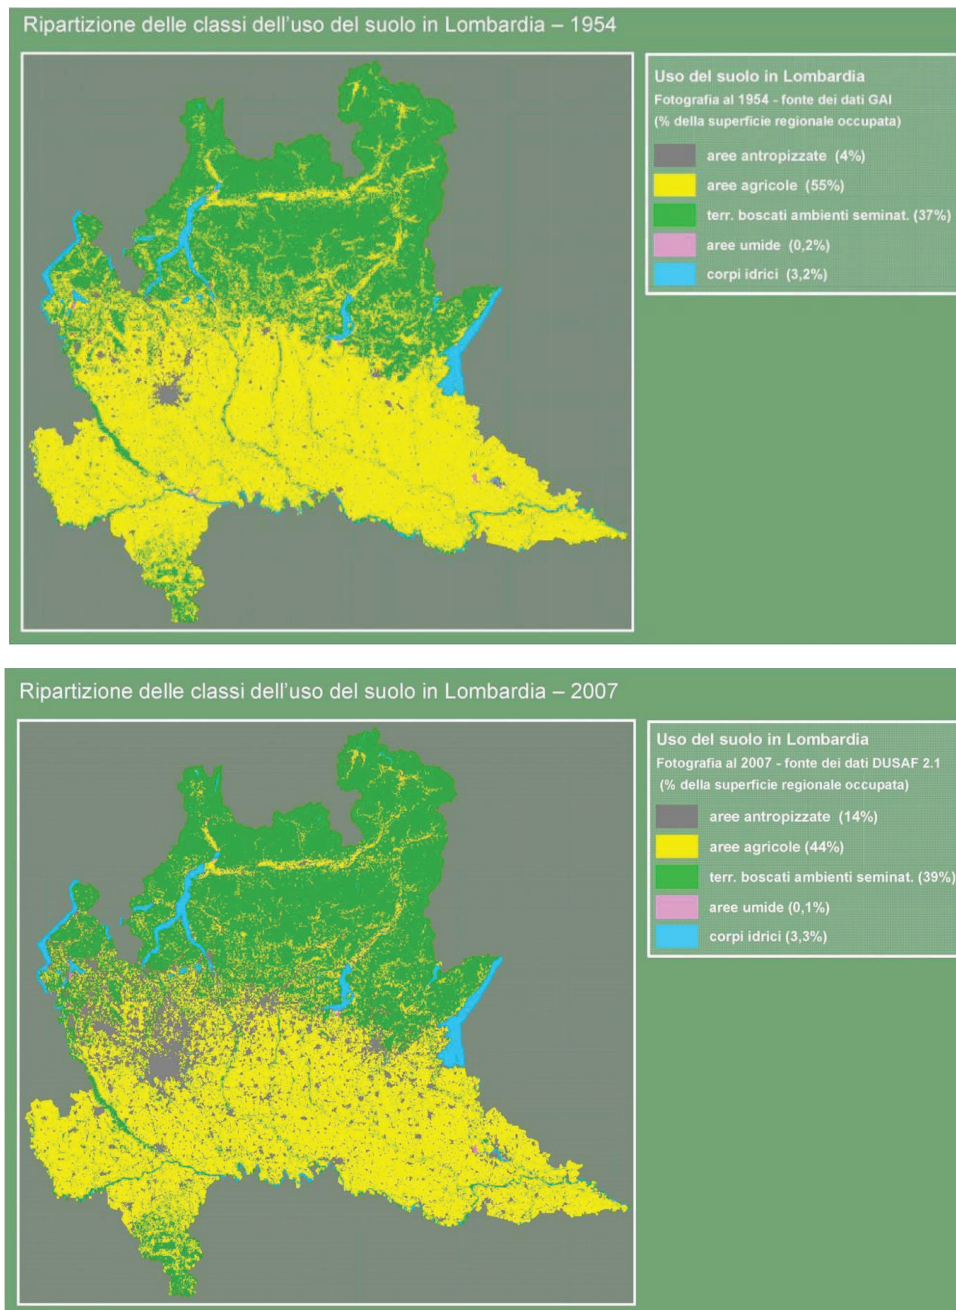 Ripartizione delle classi dell'uso del suolo in Lombardia – 1954
Uso del suolo in Lombardia
Fotografia al 1954 - fonte dei dati GAI
(% della superficie regionale occupata)
aree antropizzate (4%)
aree agricole (55%)
terr. boscati ambienti seminat. (37%)
aree umide (0,2%)
corpi idrici (3,2%)
Ripartizione delle classi dell'uso del suolo in Lombardia – 2007
Uso del suolo in Lombardia
Fotografia al 2007 - fonte dei dati DUSAF 2.1
(% della superficie regionale occupata)
aree antropizzate (14%)
aree agricole (44%)
terr. boscati ambienti seminat. (39%)
aree umide (0,1%)
corpi idrici (3,3%)